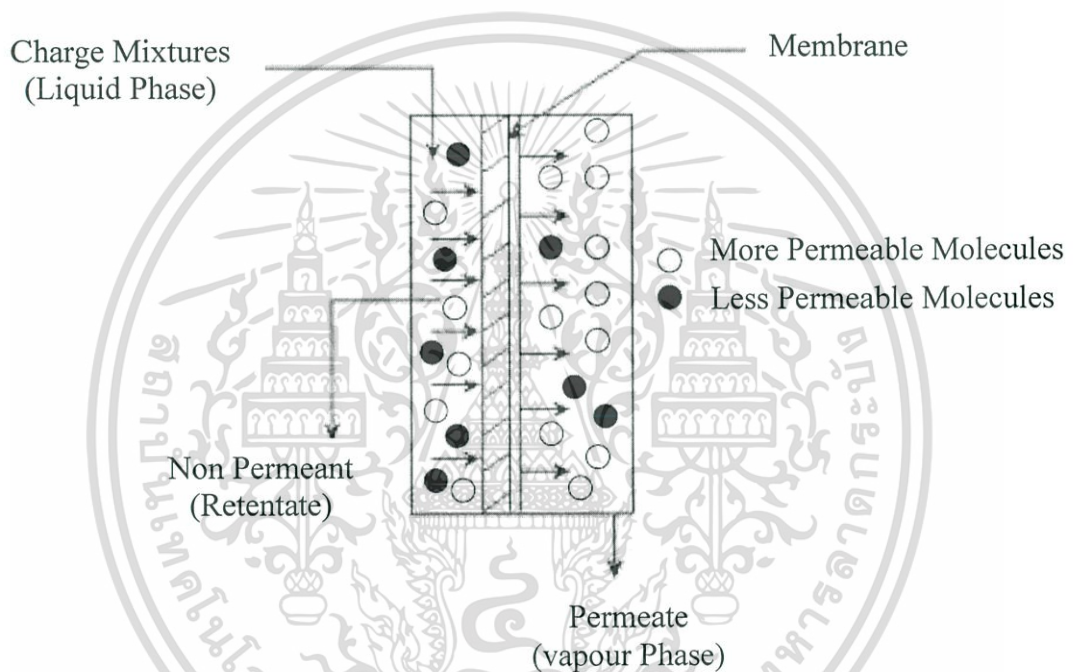 Charge Mixtures
(Liquid Phase)
Membrane
More Permeable Molecules
Less Permeable Molecules
Non Permeant
(Retentate)
Permeate
(vapour Phase)